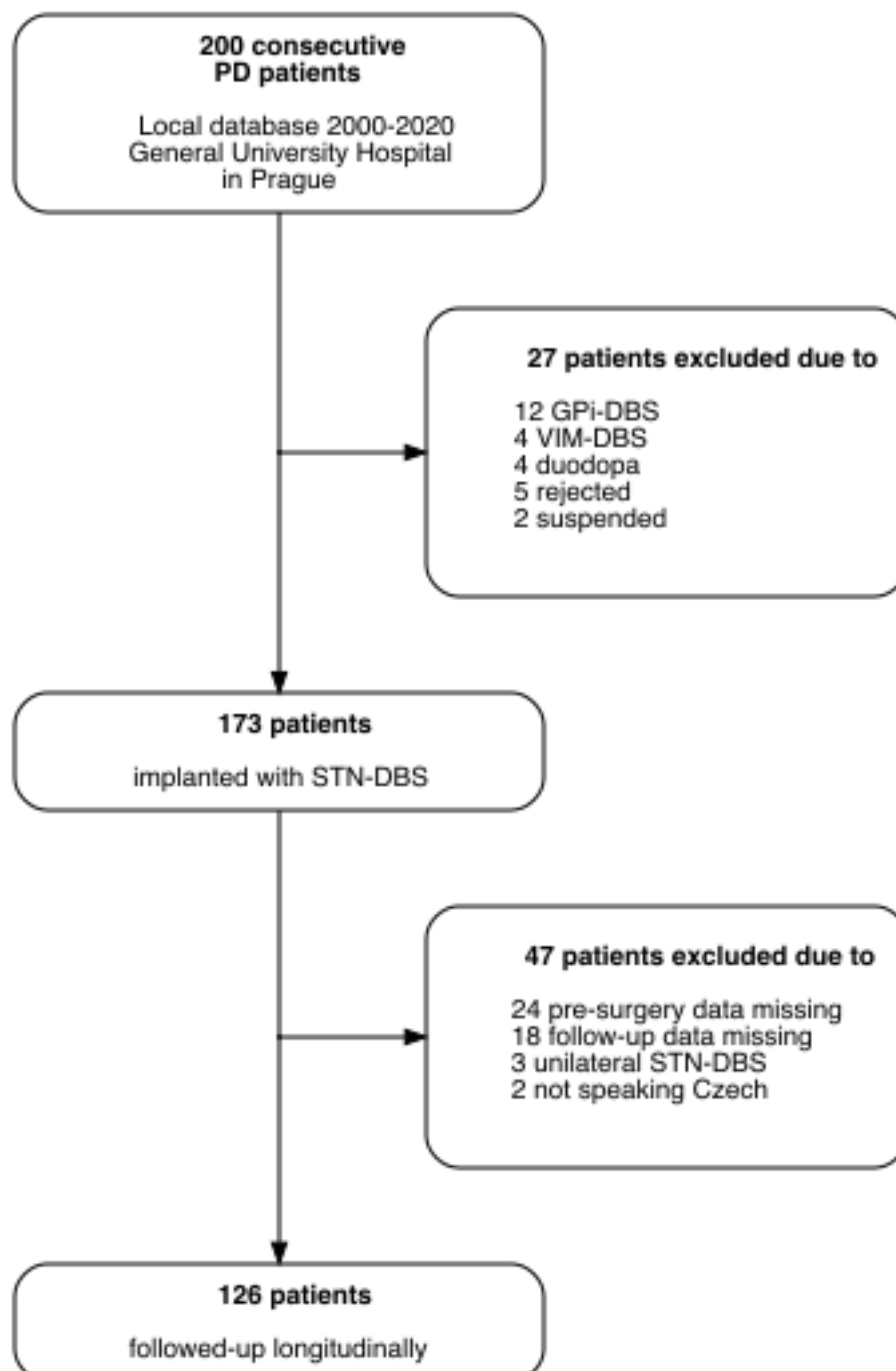 200 consecutive
PD patients
Local database 2000-2020
General University Hospital
in Prague
27 patients excluded due to
12 GPi-DBS
4 VIM-DBS
4 duodopa
5 rejected
2 suspended
173 patients
implanted with STN-DBS
47 patients excluded due to
24 pre-surgery data missing
18 follow-up data missing
3 unilateral STN-DBS
2 not speaking Czech
126 patients
followed-up longitudinally